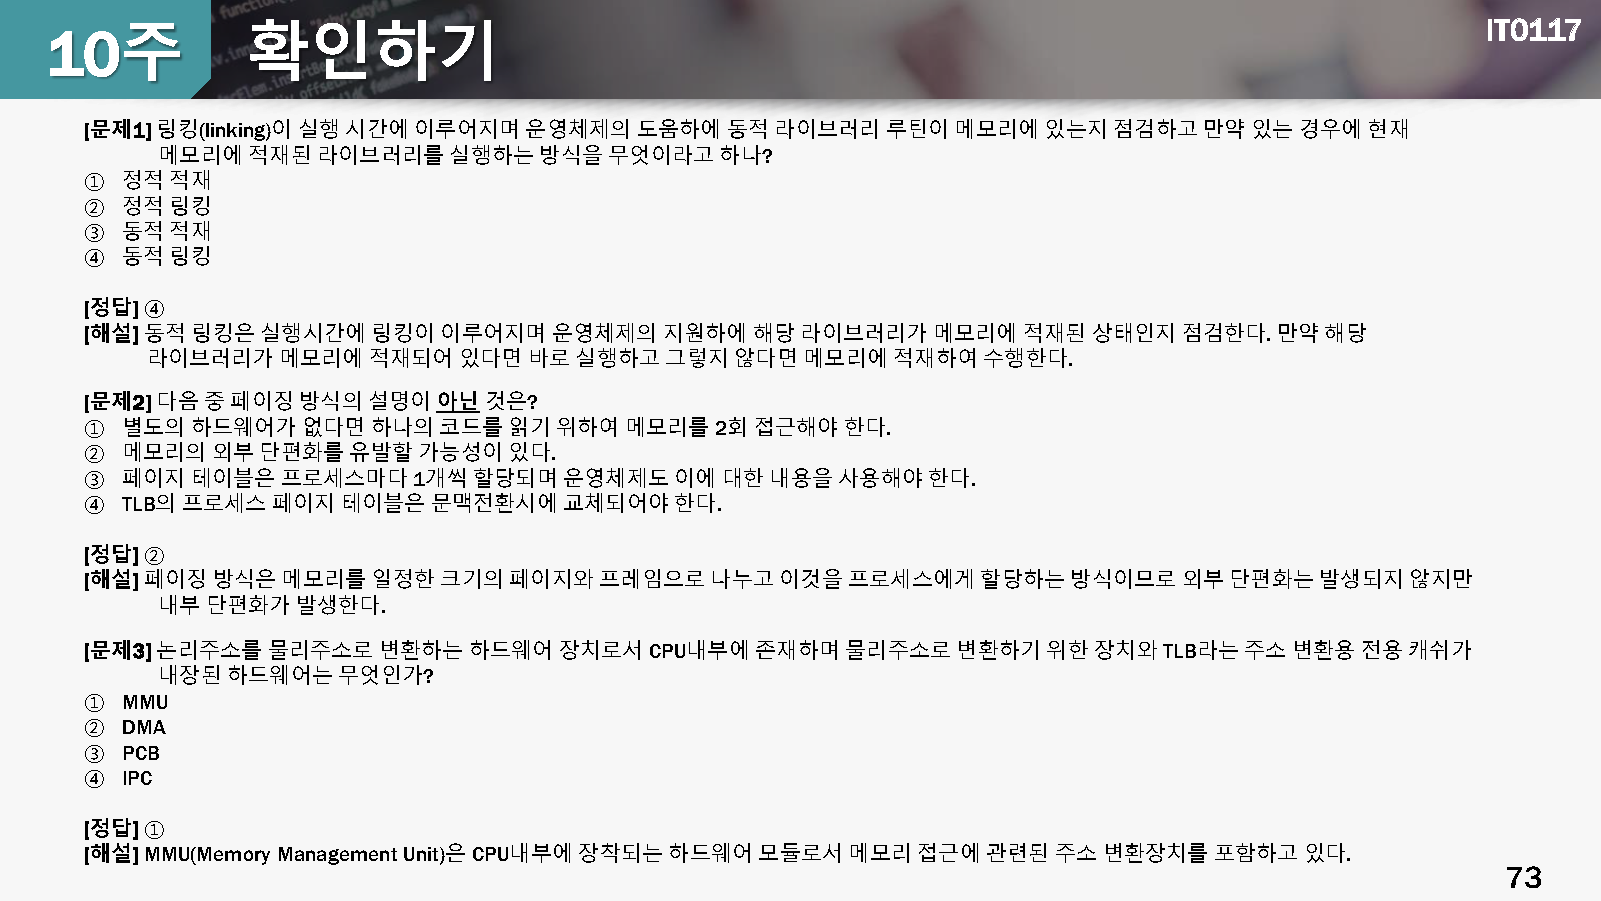 10주 확인하기
IT0117
[문제1] 링킹(linking)이 실행 시간에 이루어지며 운영체제의 도움하에 동적 라이브러리 루틴이 메모리에 있는지 점검하고 만약 있는 경우에 현재
메모리에 적재된 라이브러리를 실행하는 방식을 무엇이라고 하나?
① 정적 적재
② 정적 링킹
③ 동적 적재
④ 동적 링킹
[정답] ④
[해설] 동적 링킹은 실행시간에 링킹이 이루어지며 운영체제의 지원하에 해당 라이브러리가 메모리에 적재된 상태인지 점검한다. 만약 해당
라이브러리가 메모리에 적재되어 있다면 바로 실행하고 그렇지 않다면 메모리에 적재하여 수행한다.
[문제2] 다음 중 페이징 방식의 설명이 아닌 것은?
① 별도의 하드웨어가 없다면 하나의 코드를 읽기 위하여 메모리를 2회 접근해야 한다.
② 메모리의 외부 단편화를 유발할 가능성이 있다.
③ 페이지 테이블은 프로세스마다 1개씩 할당되며 운영체제도 이에 대한 내용을 사용해야 한다.
④ TLB의 프로세스 페이지 테이블은 문맥전환시에 교체되어야 한다.
[정답] ②
[해설] 페이징 방식은 메모리를 일정한 크기의 페이지와 프레임으로 나누고 이것을 프로세스에게 할당하는 방식이므로 외부 단편화는 발생되지 않지만
내부 단편화가 발생한다.
[문제3] 논리주소를 물리주소로 변환하는 하드웨어 장치로서 CPU내부에 존재하며 물리주소로 변환하기 위한 장치와 TLB라는 주소 변환용 전용 캐쉬가
내장된 하드웨어는 무엇인가?
① MMU
② DMA
③ PCB
④ IPC
[정답] ①
[해설] MMU(Memory Management Unit)은 CPU내부에 장착되는 하드웨어 모듈로서 메모리 접근에 관련된 주소 변환장치를 포함하고 있다.
73